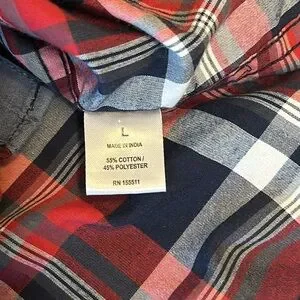 L
MADE IN INDIA
55% COTTON/
45% POLYESTER
RN 155511